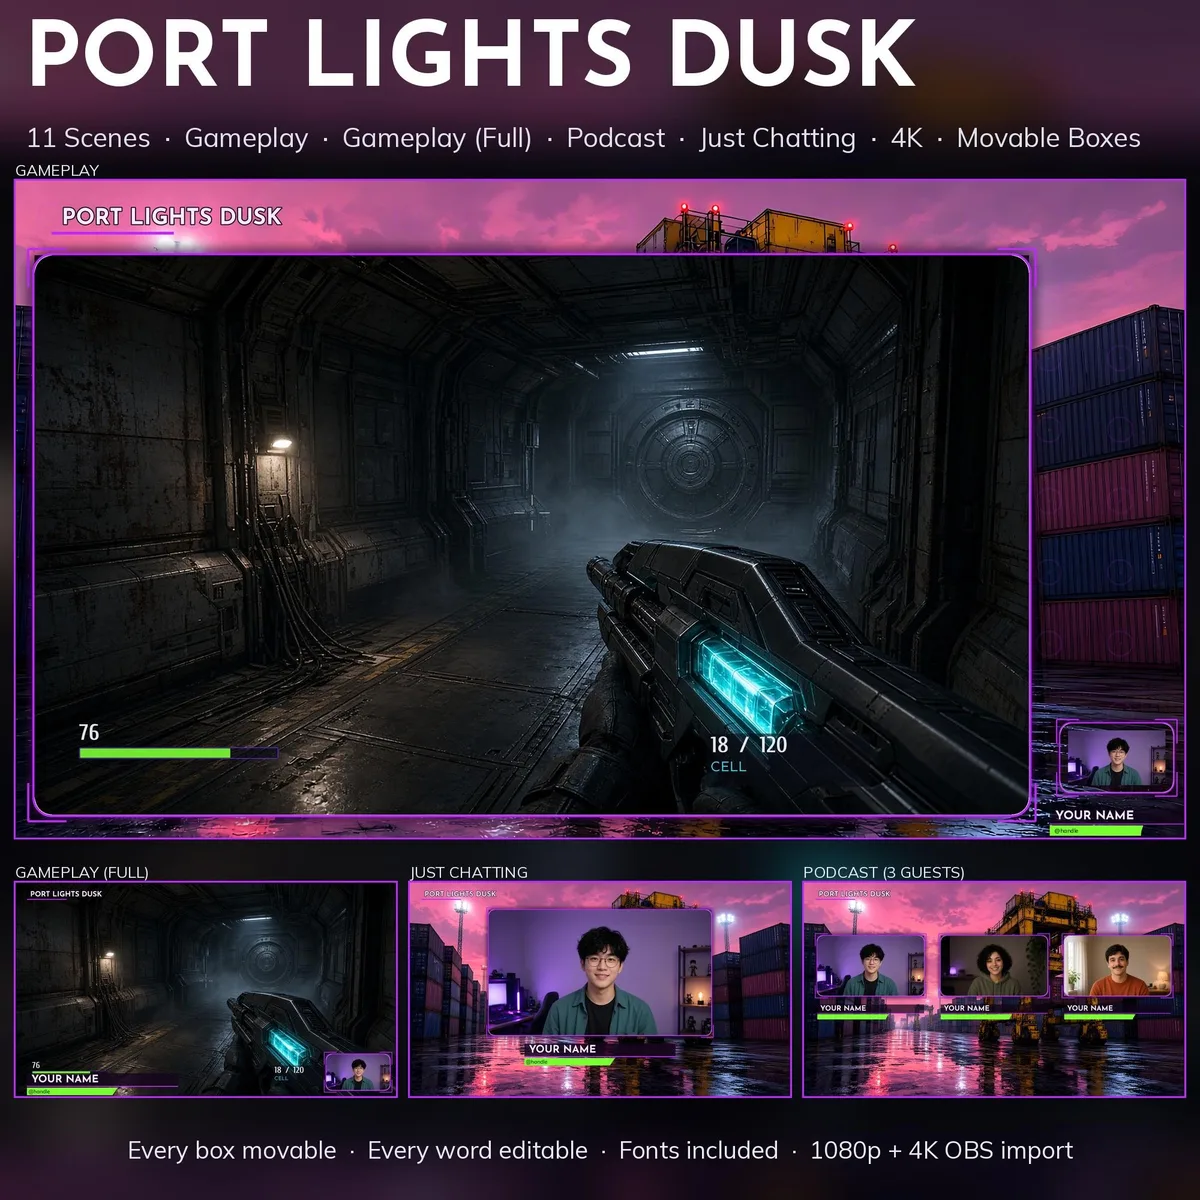 PORT LIGHTS DUSK
11 Scenes · Gameplay · Gameplay (Full) · Podcast · Just Chatting · 4K · Movable Boxes
GAMEPLAY
PORT LIGHTS DUSK
76
18 / 120
CELL
YOUR NAME
@handle
GAMEPLAY (FULL)
PORT LIGHTS DUSK
76
18 / 120
CELL
YOUR NAME
@handle
JUST CHATTING
PORT LIGHTS DUSK
YOUR NAME
@handle
PODCAST (3 GUESTS)
PORT LIGHTS DUSK
YOUR NAME
YOUR NAME
YOUR NAME
Every box movable · Every word editable · Fonts included · 1080p + 4K OBS import